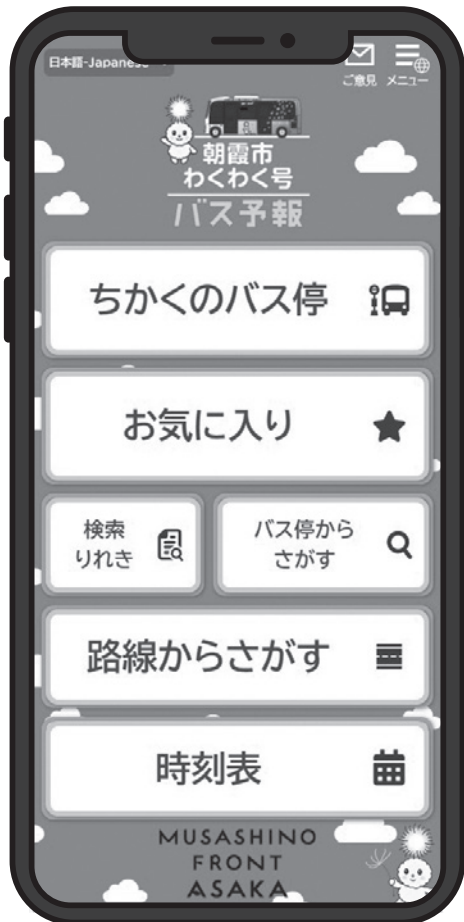 日本語-Japanese
ご意見 メニュー
朝霞市
わくわく号
バス予報
ちかくのバス停
お気に入り
検索
りれき
バス停から
さがす
路線からさがす
時刻表
MUSASHINO
FRONT
ASAKA